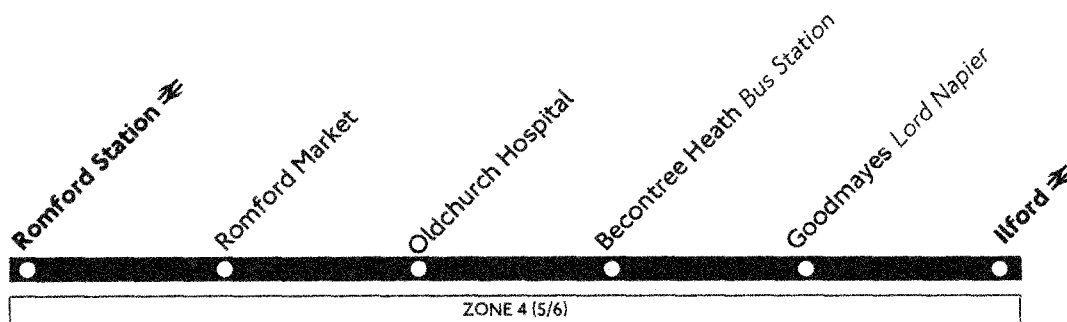 Romford Station
Romford Market
Oldchurch Hospital
Becontree Heath Bus Station
Goodmayes Lord Napier
Ilford
ZONE 4 (5/6)